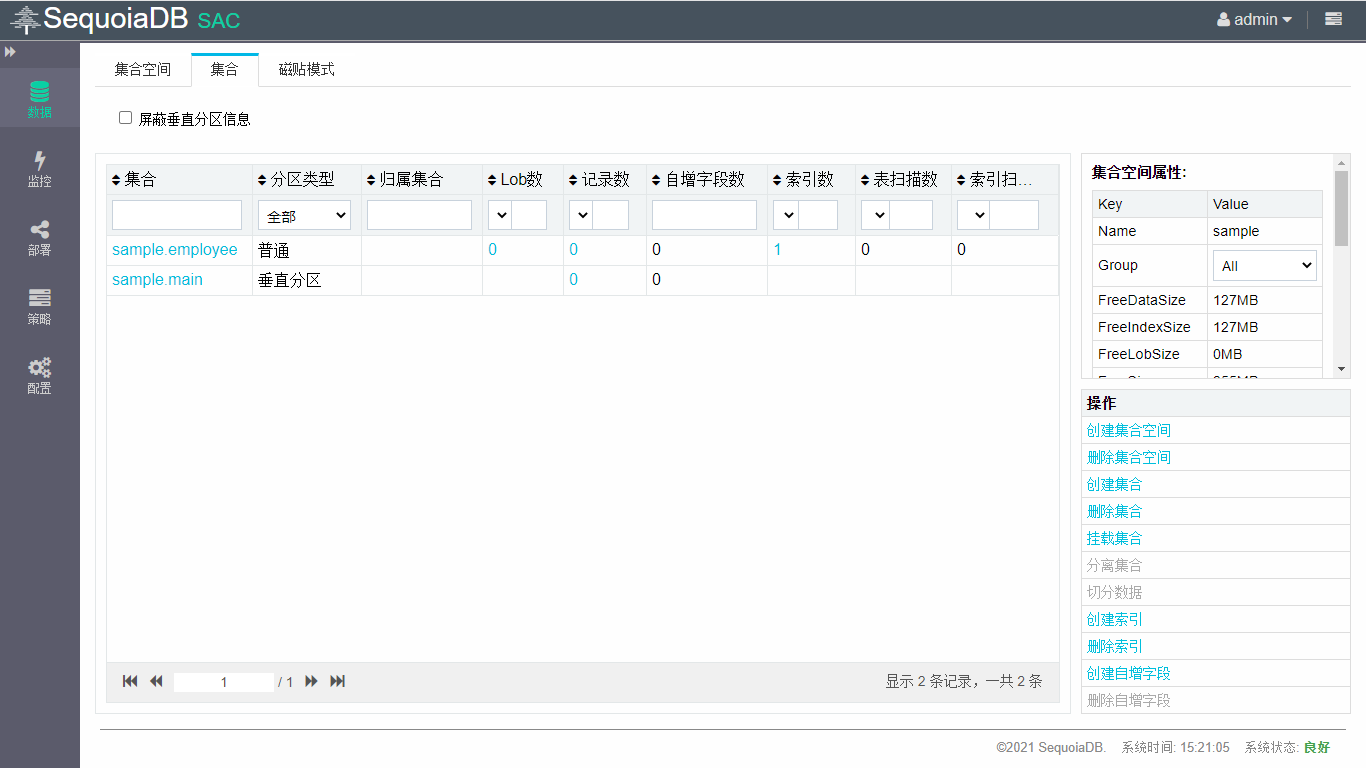 SequoiaDB SAC
admin
数据
监控
部署
策略
配置
集合空间 集合 磁贴模式
屏蔽垂直分区信息
集合 分区类型 归属集合 Lob数 记录数 自增字段数 索引数 表扫描数 索引扫...
全部
sample.employee 普通 0 0 0 1 0 0
sample.main 垂直分区 0 0
1 / 1
显示 2 条记录，一共 2 条
集合空间属性:
Key Value
Name sample
Group All
FreeDataSize 127MB
FreeIndexSize 127MB
FreeLobSize 0MB
操作
创建集合空间
删除集合空间
创建集合
删除集合
挂载集合
分离集合
切分数据
创建索引
删除索引
创建自增字段
删除自增字段
©2021 SequoiaDB. 系统时间: 15:21:05 系统状态: 良好